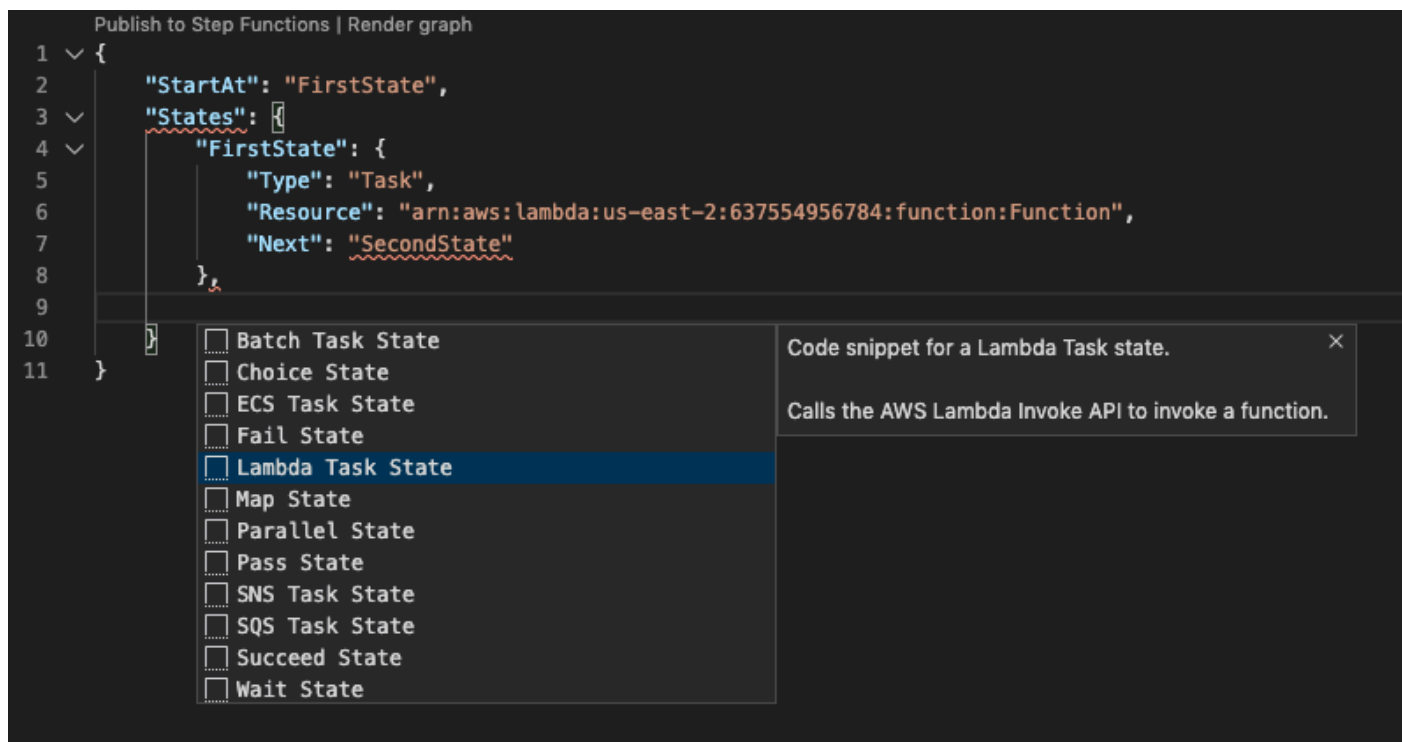 Publish to Step Functions | Render graph
1 {
2 "StartAt": "FirstState",
3 "States": {
4 "FirstState": {
5 "Type": "Task",
6 "Resource": "arn:aws:lambda:us-east-2:637554956784:function:Function",
7 "Next": "SecondState"
8 },
9
10 }
11 }
Batch Task State
Choice State
ECS Task State
Fail State
Lambda Task State
Map State
Parallel State
Pass State
SNS Task State
SQS Task State
Succeed State
Wait State
Code snippet for a Lambda Task state.
Calls the AWS Lambda Invoke API to invoke a function.